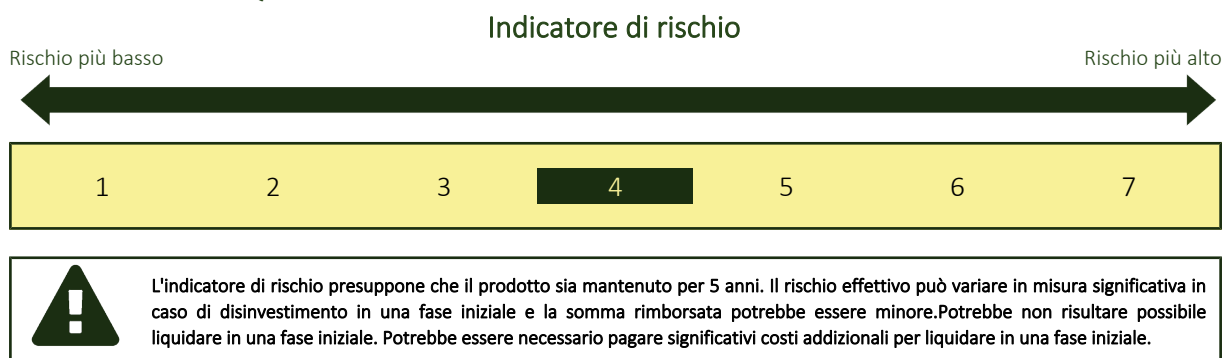 Indicatore di rischio
Rischio più basso
Rischio più alto
1 2 3 4 5 6 7
L'indicatore di rischio presuppone che il prodotto sia mantenuto per 5 anni. Il rischio effettivo può variare in misura significativa in
caso di disinvestimento in una fase iniziale e la somma rimborsata potrebbe essere minore.Potrebbe non risultare possibile
liquidare in una fase iniziale. Potrebbe essere necessario pagare significativi costi addizionali per liquidare in una fase iniziale.